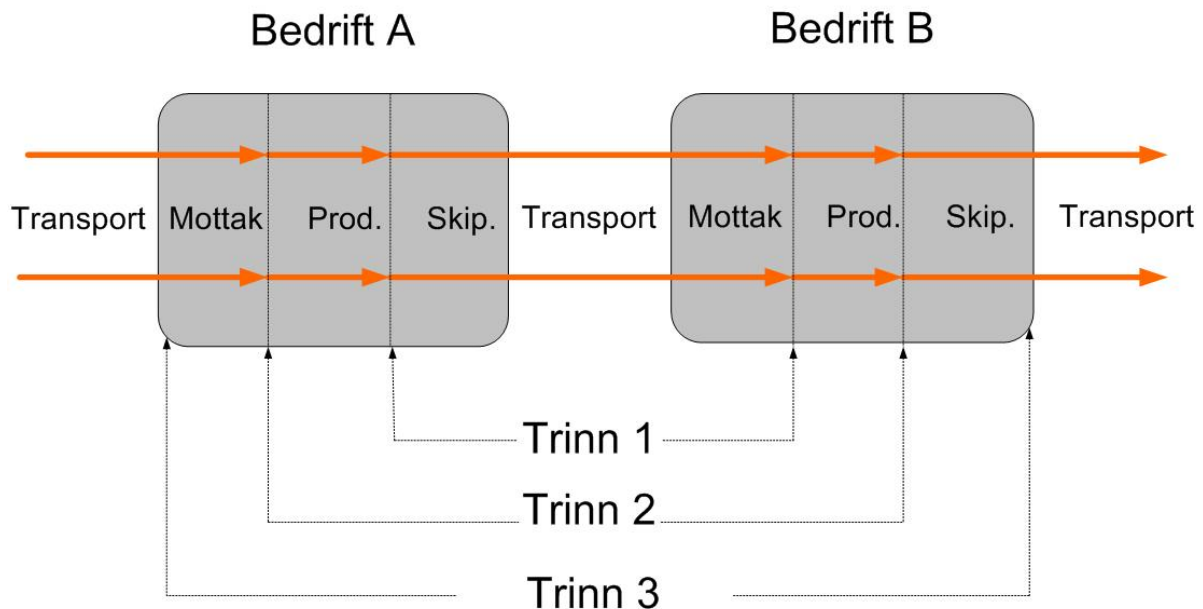 Bedrift A
Bedrift B
Transport
Mottak
Prod.
Skip.
Transport
Mottak
Prod.
Skip.
Transport
Trinn 1
Trinn 2
Trinn 3